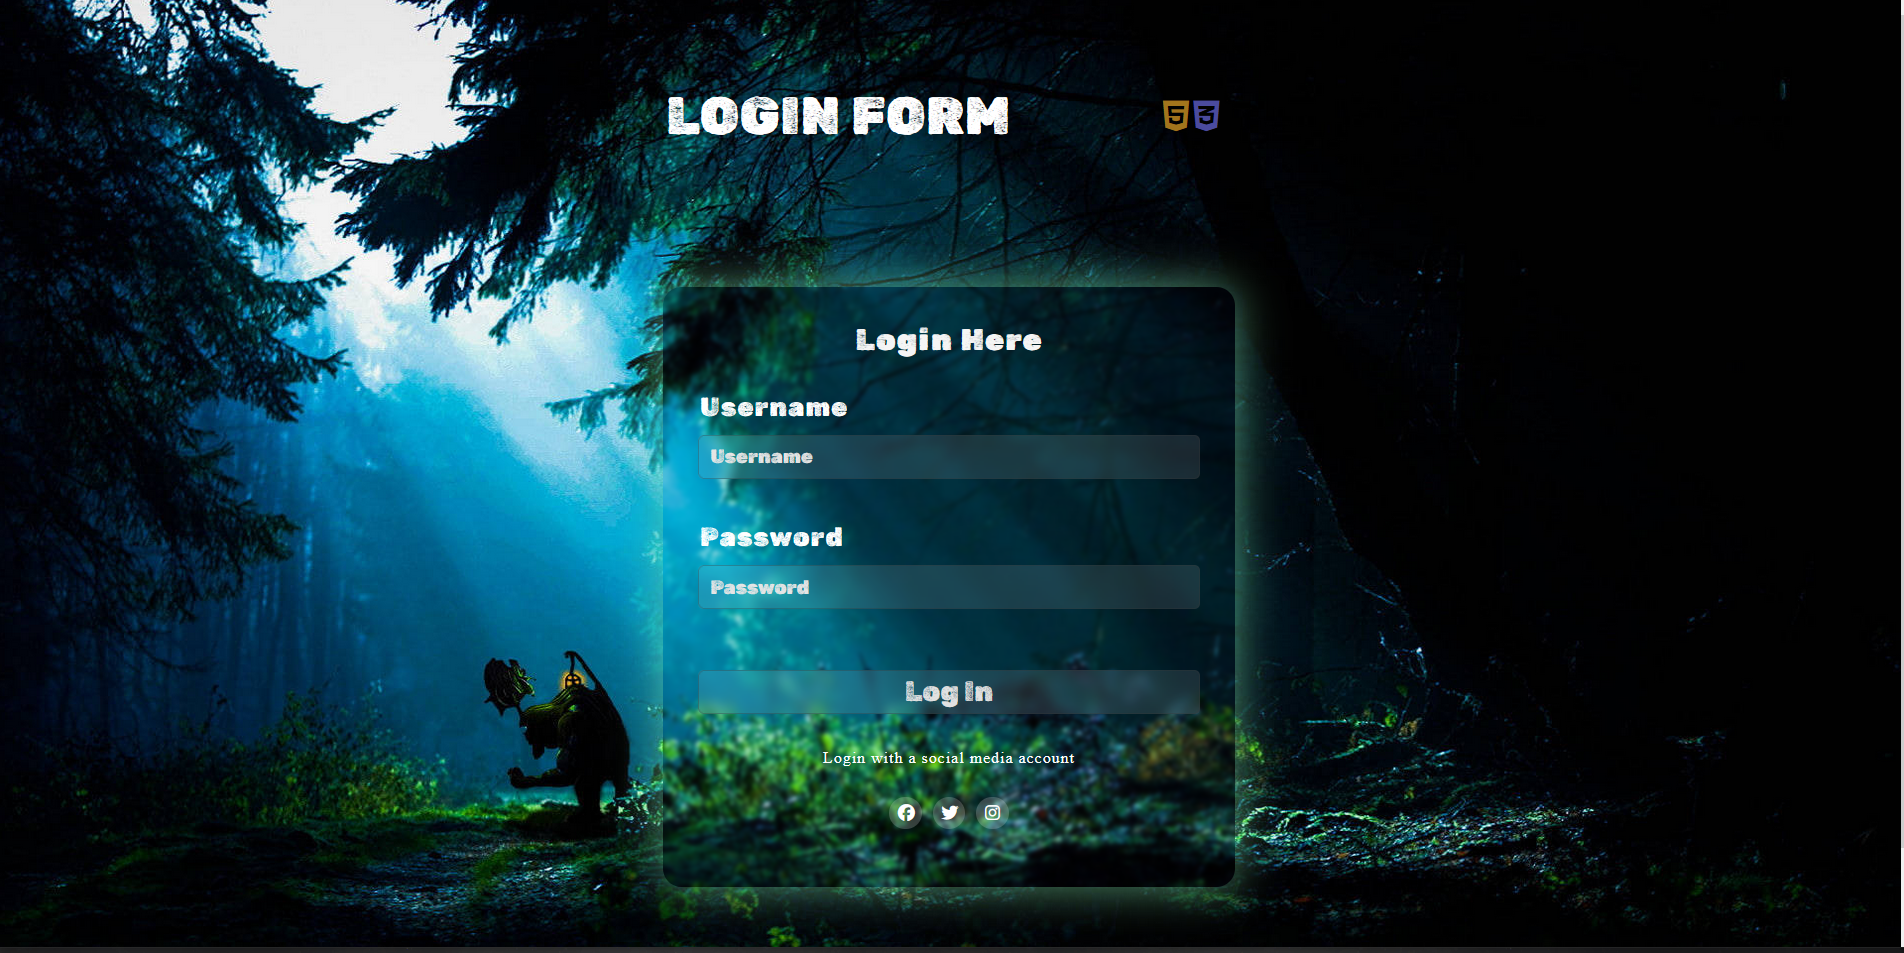 LOGIN FORM
5 3
Login Here
Username
Username
Password
Password
Log In
Login with a social media account